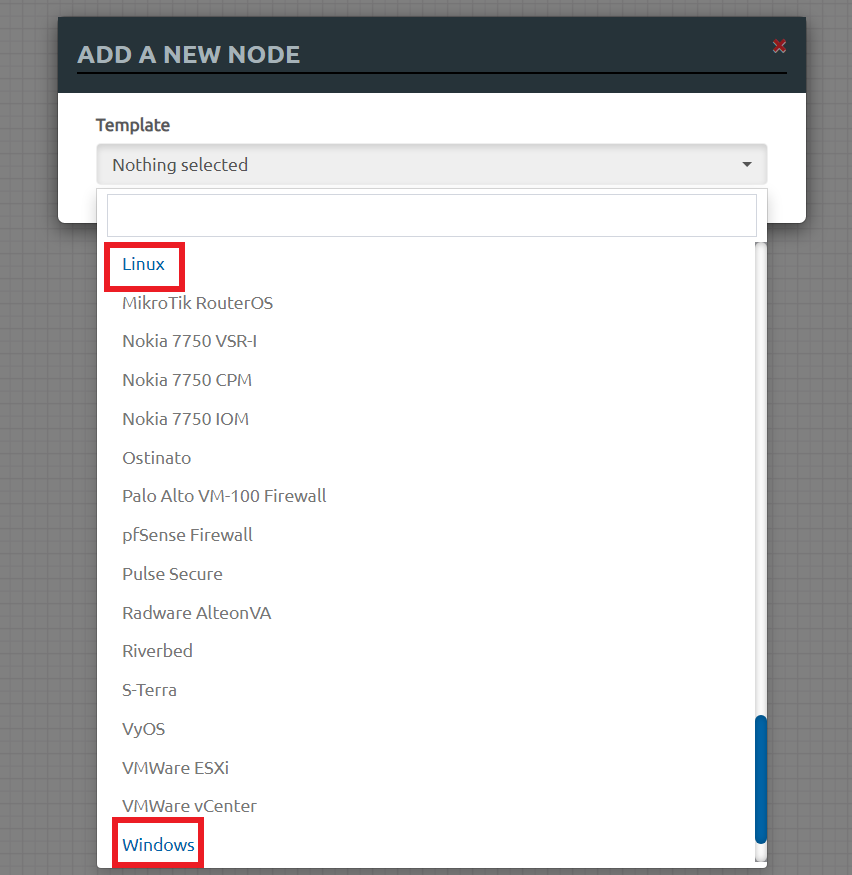 ADD A NEW NODE
Template
Nothing selected
Linux
MikroTik RouterOS
Nokia 7750 VSR-I
Nokia 7750 CPM
Nokia 7750 IOM
Ostinato
Palo Alto VM-100 Firewall
pfSense Firewall
Pulse Secure
Radware AlteonVA
Riverbed
S-Terra
VyOS
VMWare ESXi
VMWare vCenter
Windows